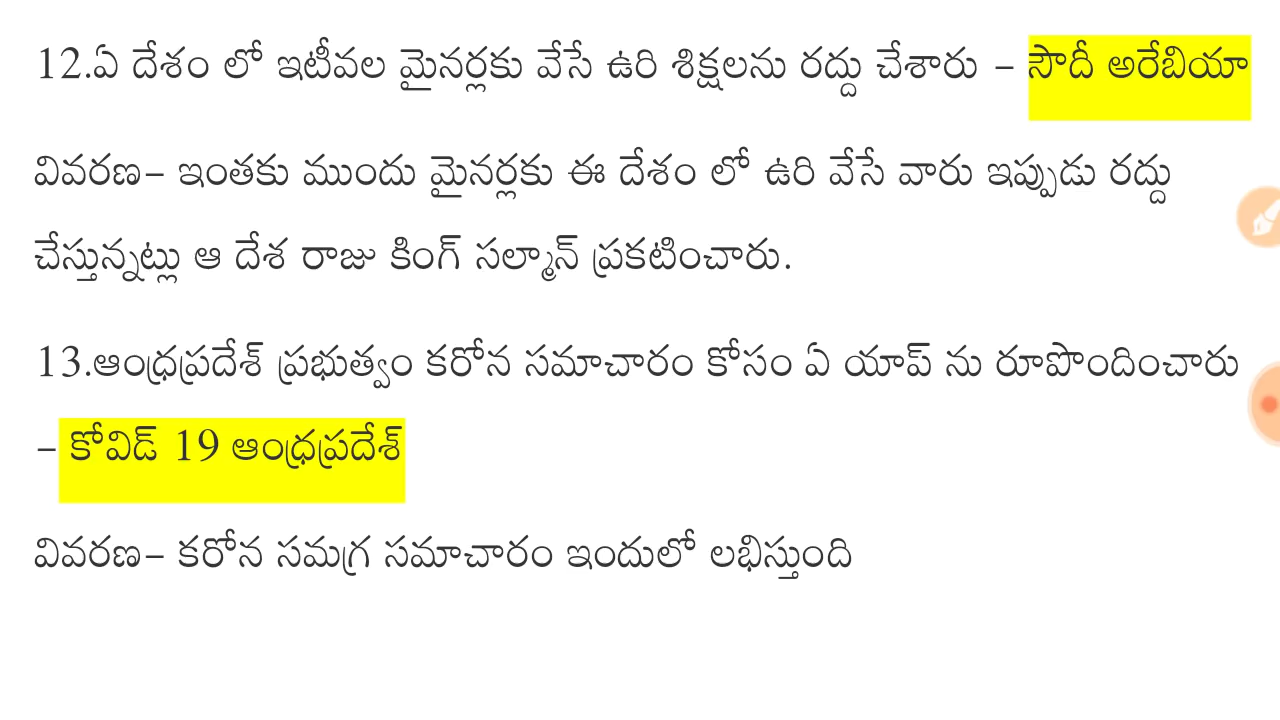 12.ఏ దేశం లో ఇటీవల మైనర్లకు వేసే ఉరి శిక్షలను రద్దు చేశారు – సౌదీ అరేబియా
వివరణ– ఇంతకు ముందు మైనర్లకు ఈ దేశం లో ఉరి వేసే వారు ఇప్పుడు రద్దు
చేస్తున్నట్లు ఆ దేశ రాజు కింగ్ సల్మాన్ ప్రకటించారు.
13.ఆంధ్రప్రదేశ్ ప్రభుత్వం కరోన సమాచారం కోసం ఏ యాప్ ను రూపొందించారు
– కోవిడ్ 19 ఆంధ్రప్రదేశ్
వివరణ– కరోన సమగ్ర సమాచారం ఇందులో లభిస్తుంది